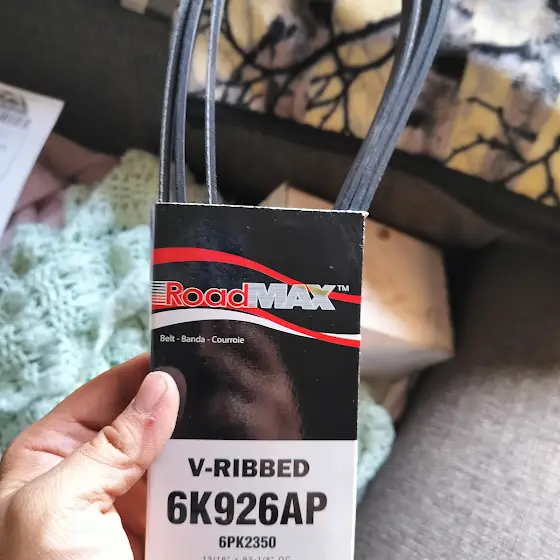 RoadMAX™
Belt - Banda - Courroie
V-RIBBED
6K926AP
6PK2350